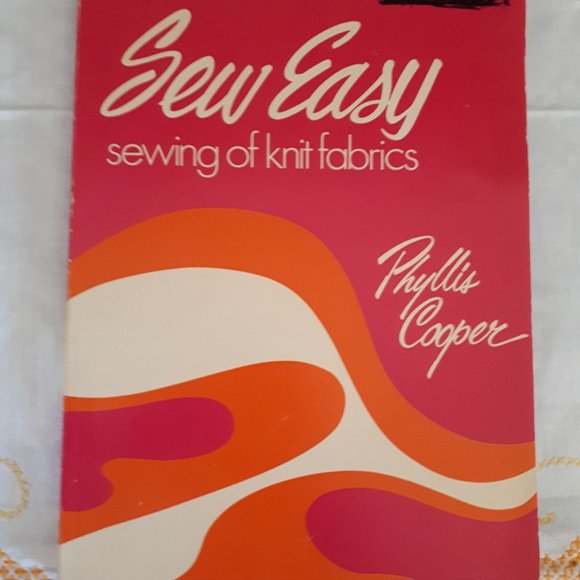 Sew Easy
sewing of knit fabrics
Phyllis
Cooper